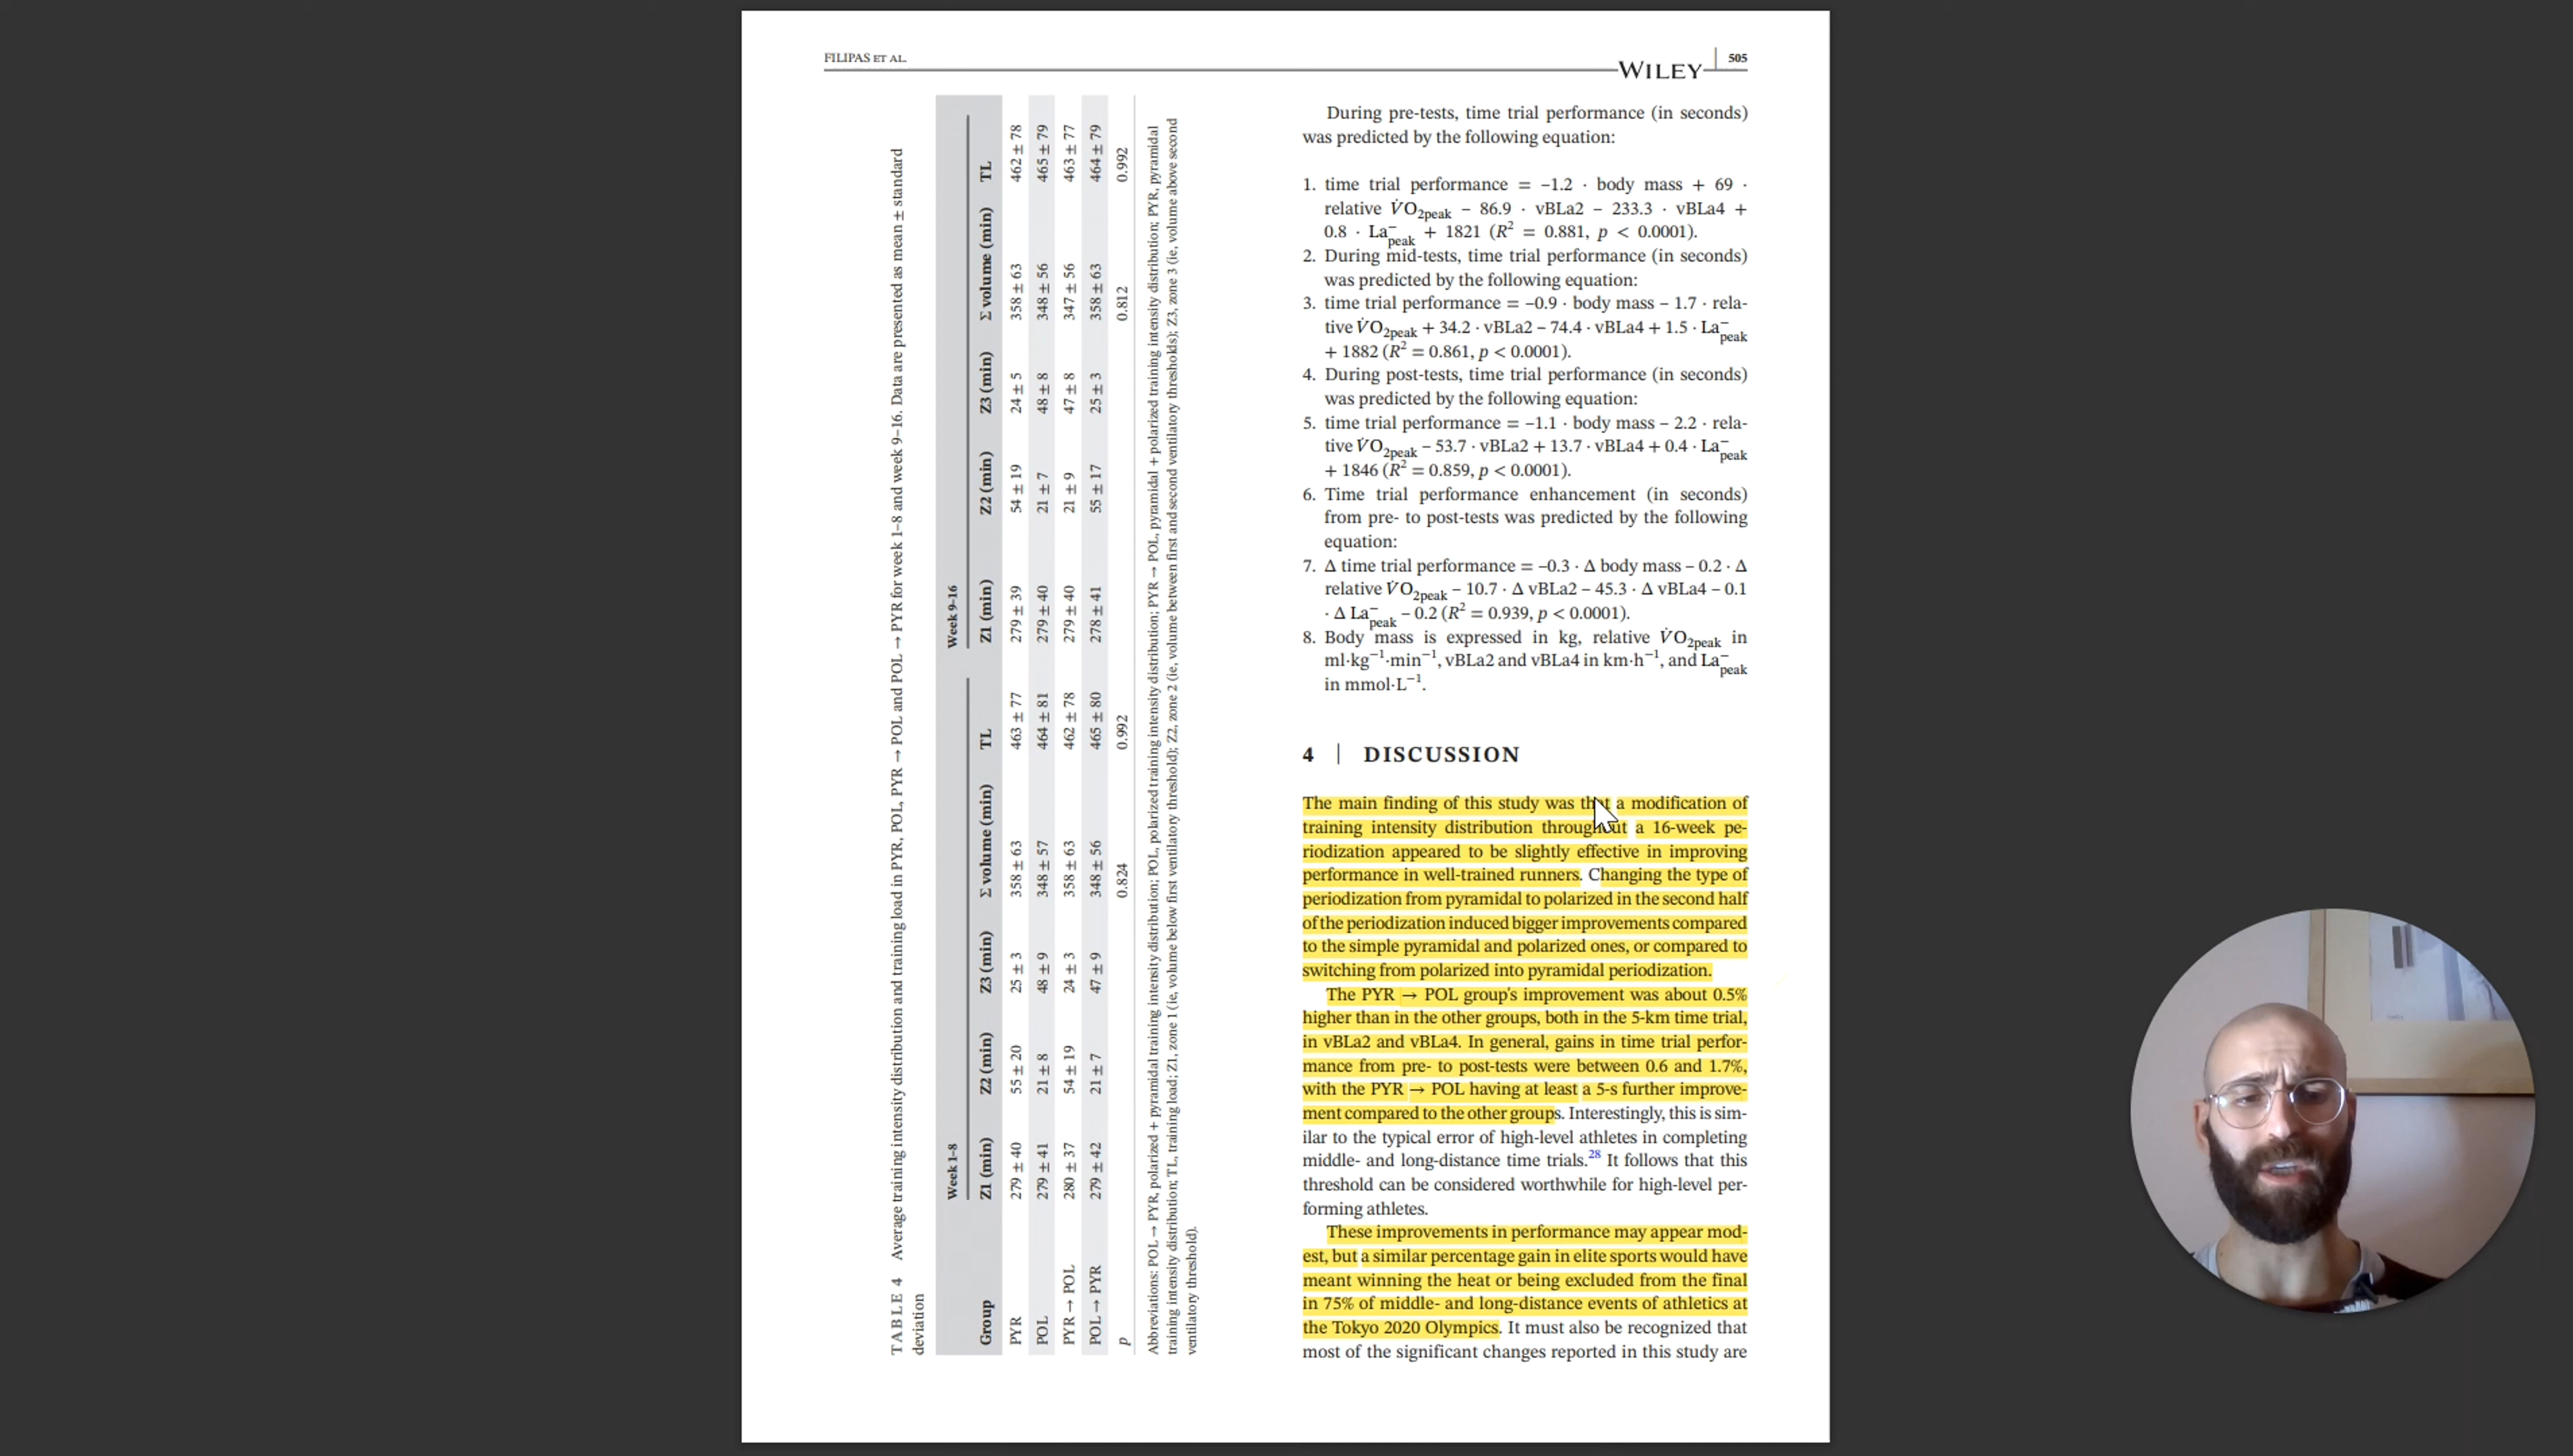 FILIPAS ET AL.
WILEY
505
TABLE 4 Average training intensity distribution and training load in PYR, POL, PYR → POL and POL → PYR for week 1–8 and week 9–16. Data are presented as mean ± standard
deviation
Week 1–8 Week 9–16
Group Z1 (min) Z2 (min) Z3 (min) Σ volume (min) TL Z1 (min) Z2 (min) Z3 (min) Σ volume (min) TL
PYR 279 ± 40 55 ± 20 25 ± 3 358 ± 63 463 ± 77 279 ± 39 54 ± 19 24 ± 5 358 ± 63 462 ± 78
POL 279 ± 41 21 ± 8 48 ± 9 348 ± 57 464 ± 81 279 ± 40 21 ± 7 48 ± 8 348 ± 56 465 ± 79
PYR → POL 280 ± 37 54 ± 19 24 ± 3 358 ± 63 462 ± 78 279 ± 40 21 ± 9 47 ± 8 347 ± 56 463 ± 77
POL → PYR 279 ± 42 21 ± 7 47 ± 9 348 ± 56 465 ± 80 278 ± 41 55 ± 17 25 ± 3 358 ± 63 464 ± 79
p 0.824 0.992 0.812 0.992
Abbreviations: POL → PYR, polarized + pyramidal training intensity distribution; POL, polarized training intensity distribution; PYR → POL, pyramidal + polarized training intensity distribution; PYR, pyramidal
training intensity distribution; TL, training load; Z1, zone 1 (ie, volume below first ventilatory threshold); Z2, zone 2 (ie, volume between first and second ventilatory thresholds); Z3, zone 3 (ie, volume above second
ventilatory threshold).
During pre-tests, time trial performance (in seconds)
was predicted by the following equation:
1. time trial performance = −1.2 · body mass + 69 ·
relative V̇O2peak − 86.9 · vBLa2 − 233.3 · vBLa4 +
0.8 · La−peak + 1821 (R2 = 0.881, p < 0.0001).
2. During mid-tests, time trial performance (in seconds)
was predicted by the following equation:
3. time trial performance = −0.9 · body mass − 1.7 · rela-
tive V̇O2peak + 34.2 · vBLa2 − 74.4 · vBLa4 + 1.5 · La−peak
+ 1882 (R2 = 0.861, p < 0.0001).
4. During post-tests, time trial performance (in seconds)
was predicted by the following equation:
5. time trial performance = −1.1 · body mass − 2.2 · rela-
tive V̇O2peak − 53.7 · vBLa2 + 13.7 · vBLa4 + 0.4 · La−peak
+ 1846 (R2 = 0.859, p < 0.0001).
6. Time trial performance enhancement (in seconds)
from pre- to post-tests was predicted by the following
equation:
7. Δ time trial performance = −0.3 · Δ body mass − 0.2 · Δ
relative V̇O2peak − 10.7 · Δ vBLa2 − 45.3 · Δ vBLa4 − 0.1
· Δ La−peak − 0.2 (R2 = 0.939, p < 0.0001).
8. Body mass is expressed in kg, relative V̇O2peak in
ml·kg−1·min−1, vBLa2 and vBLa4 in km·h−1, and La−peak
in mmol·L−1.
4 | DISCUSSION
The main finding of this study was that a modification of
training intensity distribution throughout a 16-week pe-
riodization appeared to be slightly effective in improving
performance in well-trained runners. Changing the type of
periodization from pyramidal to polarized in the second half
of the periodization induced bigger improvements compared
to the simple pyramidal and polarized ones, or compared to
switching from polarized into pyramidal periodization.
The PYR → POL group's improvement was about 0.5%
higher than in the other groups, both in the 5-km time trial,
in vBLa2 and vBLa4. In general, gains in time trial perfor-
mance from pre- to post-tests were between 0.6 and 1.7%,
with the PYR → POL having at least a 5-s further improve-
ment compared to the other groups. Interestingly, this is sim-
ilar to the typical error of high-level athletes in completing
middle- and long-distance time trials.28 It follows that this
threshold can be considered worthwhile for high-level per-
forming athletes.
These improvements in performance may appear mod-
est, but a similar percentage gain in elite sports would have
meant winning the heat or being excluded from the final
in 75% of middle- and long-distance events of athletics at
the Tokyo 2020 Olympics. It must also be recognized that
most of the significant changes reported in this study are